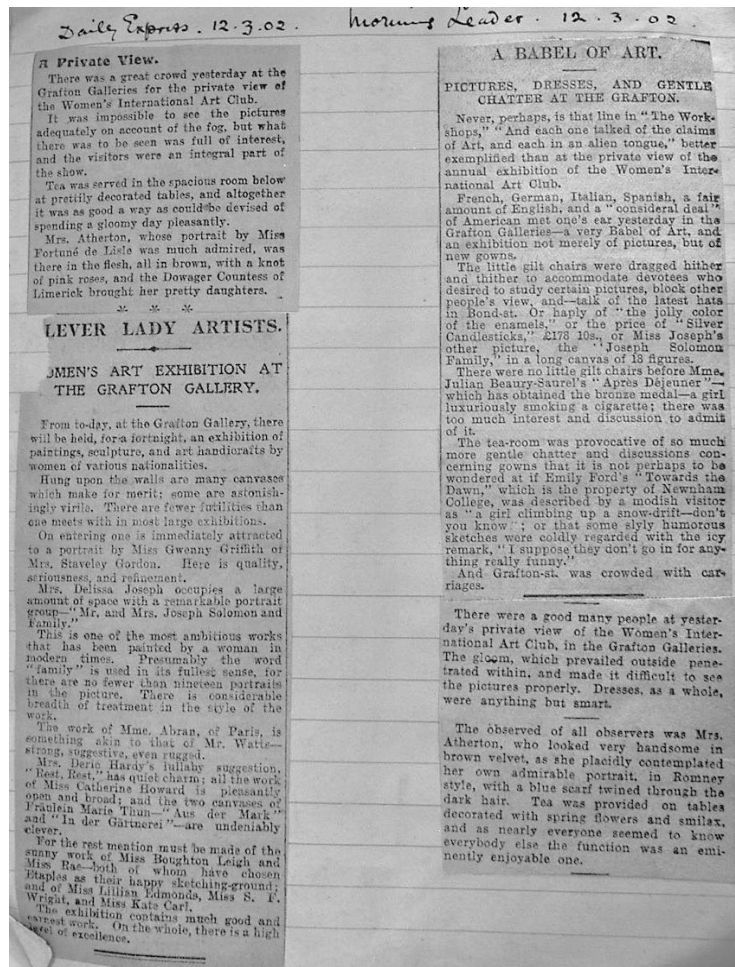 Daily Express. 12.3.02.
A Private View.
There was a great crowd yesterday at the
Grafton Galleries for the private view of
the Women's International Art Club.
It was impossible to see the pictures
adequately on account of the fog, but what
there was to be seen was full of interest,
and the visitors were an integral part of
the show.
Tea was served in the spacious room below
at prettily decorated tables, and altogether
it was as good a way as could be devised of
spending a gloomy day pleasantly.
Mrs. Atherton, whose portrait by Miss
Fortuné de Lisle was much admired, was
there in the flesh, all in brown, with a knot
of pink roses, and the Dowager Countess of
Limerick brought her pretty daughters.
* * *
LEVER LADY ARTISTS.
OMEN'S ART EXHIBITION AT
THE GRAFTON GALLERY.
From to-day, at the Grafton Gallery, there
will be held, for a fortnight, an exhibition of
paintings, sculpture, and art handicrafts by
women of various nationalities.
Hung upon the walls are many canvases
which make for merit; some are astonish-
ingly virile. There are fewer futilities than
one meets with in most large exhibitions.
On entering one is immediately attracted
to a portrait by Miss Gwenny Griffith of
Mrs. Staveley Gordon. Here is quality,
seriousness, and refinement.
Mrs. Delissa Joseph occupies a large
amount of space with a remarkable portrait
group—"Mr. and Mrs. Joseph Solomon and
Family."
This is one of the most ambitious works
that has been painted by a woman in
modern times. Presumably the word
"family" is used in its fullest sense, for
there are no fewer than nineteen portraits
in the picture. There is considerable
breadth of treatment in the style of the
work.
The work of Mme. Abran, of Paris, is
something akin to that of Mr. Watts—
strong, suggestive, even rugged.
Mrs. Deric Hardy's lullaby suggestion,
"Rest, Rest," has quiet charm; all the work
of Miss Catherine Howard is pleasantly
open and broad; and the two canvases of
Fräulein Marie Thun—"Aus der Mark"
and "In der Gärtnerei"—are undeniably
clever.
For the rest mention must be made of the
sunny work of Miss Boughton Leigh and
Miss Rae—both of whom have chosen
Etaples as their happy sketching-ground;
and of Miss Lillian Edmonds, Miss S. F.
Wright, and Miss Kate Carl.
The exhibition contains much good and
earnest work. On the whole, there is a high
level of excellence.
Morning Leader. 12.3.02
A BABEL OF ART.
PICTURES, DRESSES, AND GENTLE
CHATTER AT THE GRAFTON.
Never, perhaps, is that line in "The Work-
shops," "And each one talked of the claims
of Art, and each in an alien tongue," better
exemplified than at the private view of the
annual exhibition of the Women's Inter-
national Art Club.
French, German, Italian, Spanish, a fair
amount of English, and a "consideral deal"
of American met one's ear yesterday in the
Grafton Galleries—a very Babel of Art, and
an exhibition not merely of pictures, but of
new gowns.
The little gilt chairs were dragged hither
and thither to accommodate devotees who
desired to study certain pictures, block other
people's view, and—talk of the latest hats
in Bond-st. Or haply of "the jolly color
of the enamels," or the price of "Silver
Candlesticks," £178 10s., or Miss Joseph's
other picture, the "Joseph Solomon
Family," in a long canvas of 18 figures.
There were no little gilt chairs before Mme.
Julian Beaury-Saurel's "Après Déjeuner"—
which has obtained the bronze medal—a girl
luxuriously smoking a cigarette; there was
too much interest and discussion to admit
of it.
The tea-room was provocative of so much
more gentle chatter and discussions con-
cerning gowns that it is not perhaps to be
wondered at if Emily Ford's "Towards the
Dawn," which is the property of Newnham
College, was described by a modish visitor
as "a girl climbing up a snow-drift—don't
you know"; or that some slyly humorous
sketches were coldly regarded with the icy
remark, "I suppose they don't go in for any-
thing really funny."
And Grafton-st. was crowded with car-
riages.
There were a good many people at yester-
day's private view of the Women's Inter-
national Art Club, in the Grafton Galleries.
The gloom, which prevailed outside pene-
trated within, and made it difficult to see
the pictures properly. Dresses, as a whole,
were anything but smart.
The observed of all observers was Mrs.
Atherton, who looked very handsome in
brown velvet, as she placidly contemplated
her own admirable portrait, in Romney
style, with a blue scarf twined through the
dark hair. Tea was provided on tables
decorated with spring flowers and smilax,
and as nearly everyone seemed to know
everybody else the function was an emi-
nently enjoyable one.